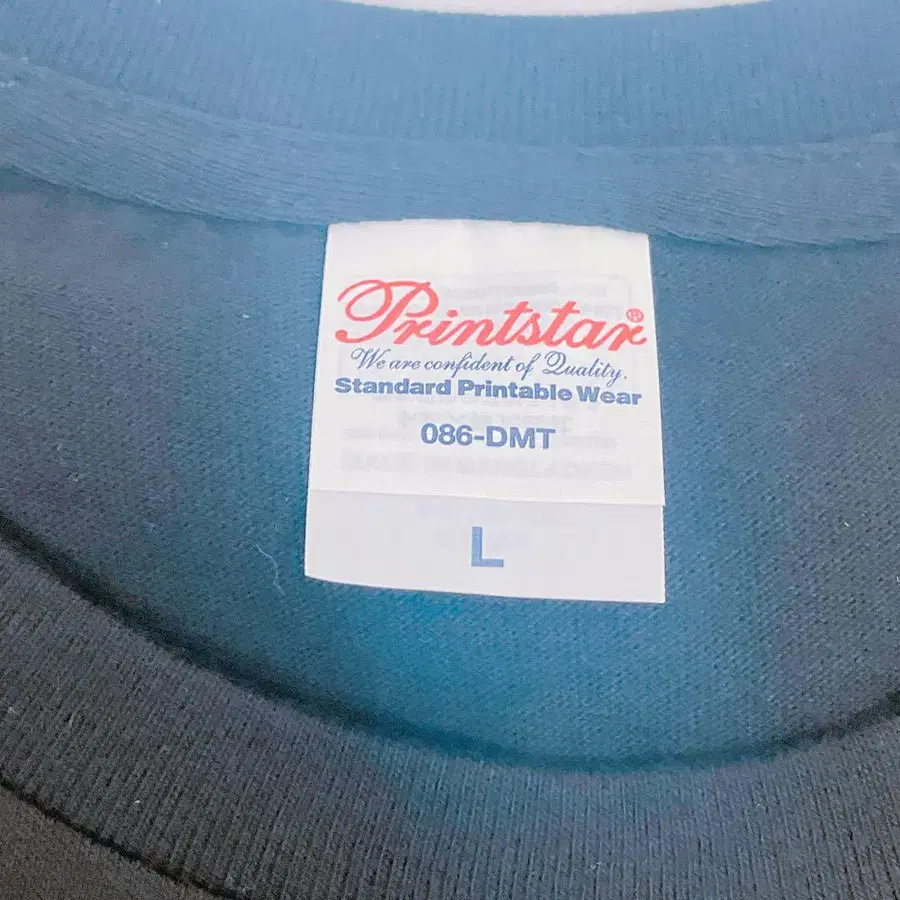 Printstar®
We are confident of Quality.
Standard Printable Wear
086-DMT
L